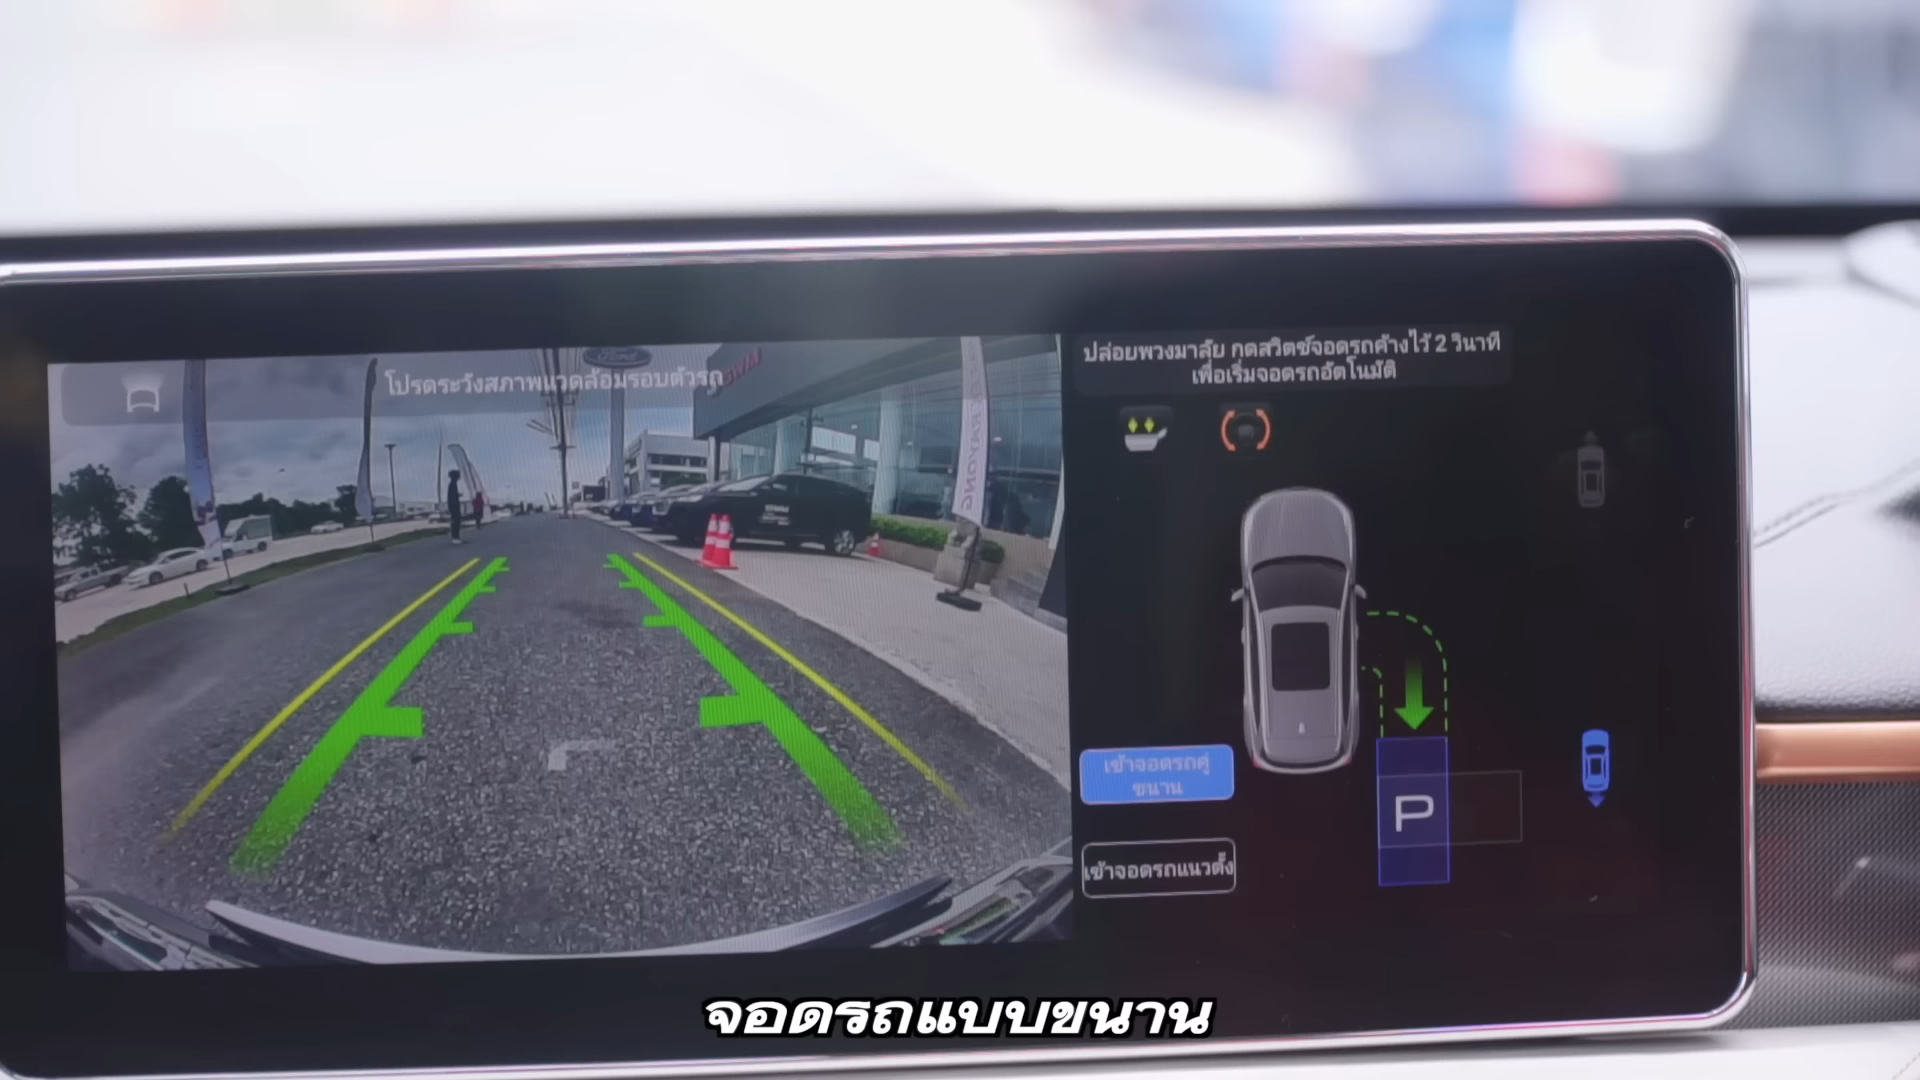 Ford
โปรดระวังสภาพแวดล้อมรอบตัวรถ
ปล่อยพวงมาลัย กดสวิตช์จอดรถค้างไว้ 2 วินาที
เพื่อเริ่มจอดรถอัตโนมัติ
เข้าจอดรถคู่
ขนาน
P
เข้าจอดรถแนวตั้ง
จอดรถแบบขนาน